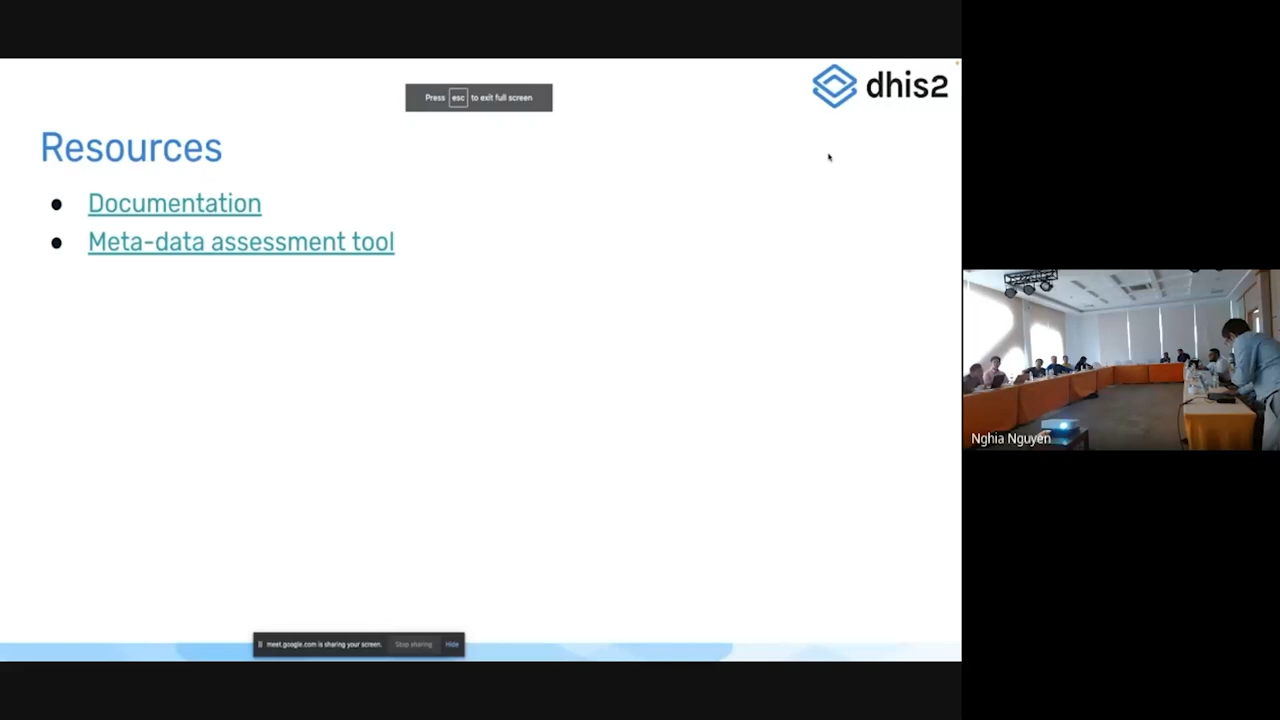 dhis2
Press esc to exit full screen
Resources
Documentation
Meta-data assessment tool
Nghia Nguyen
meet.google.com is sharing your screen. Stop sharing Hide